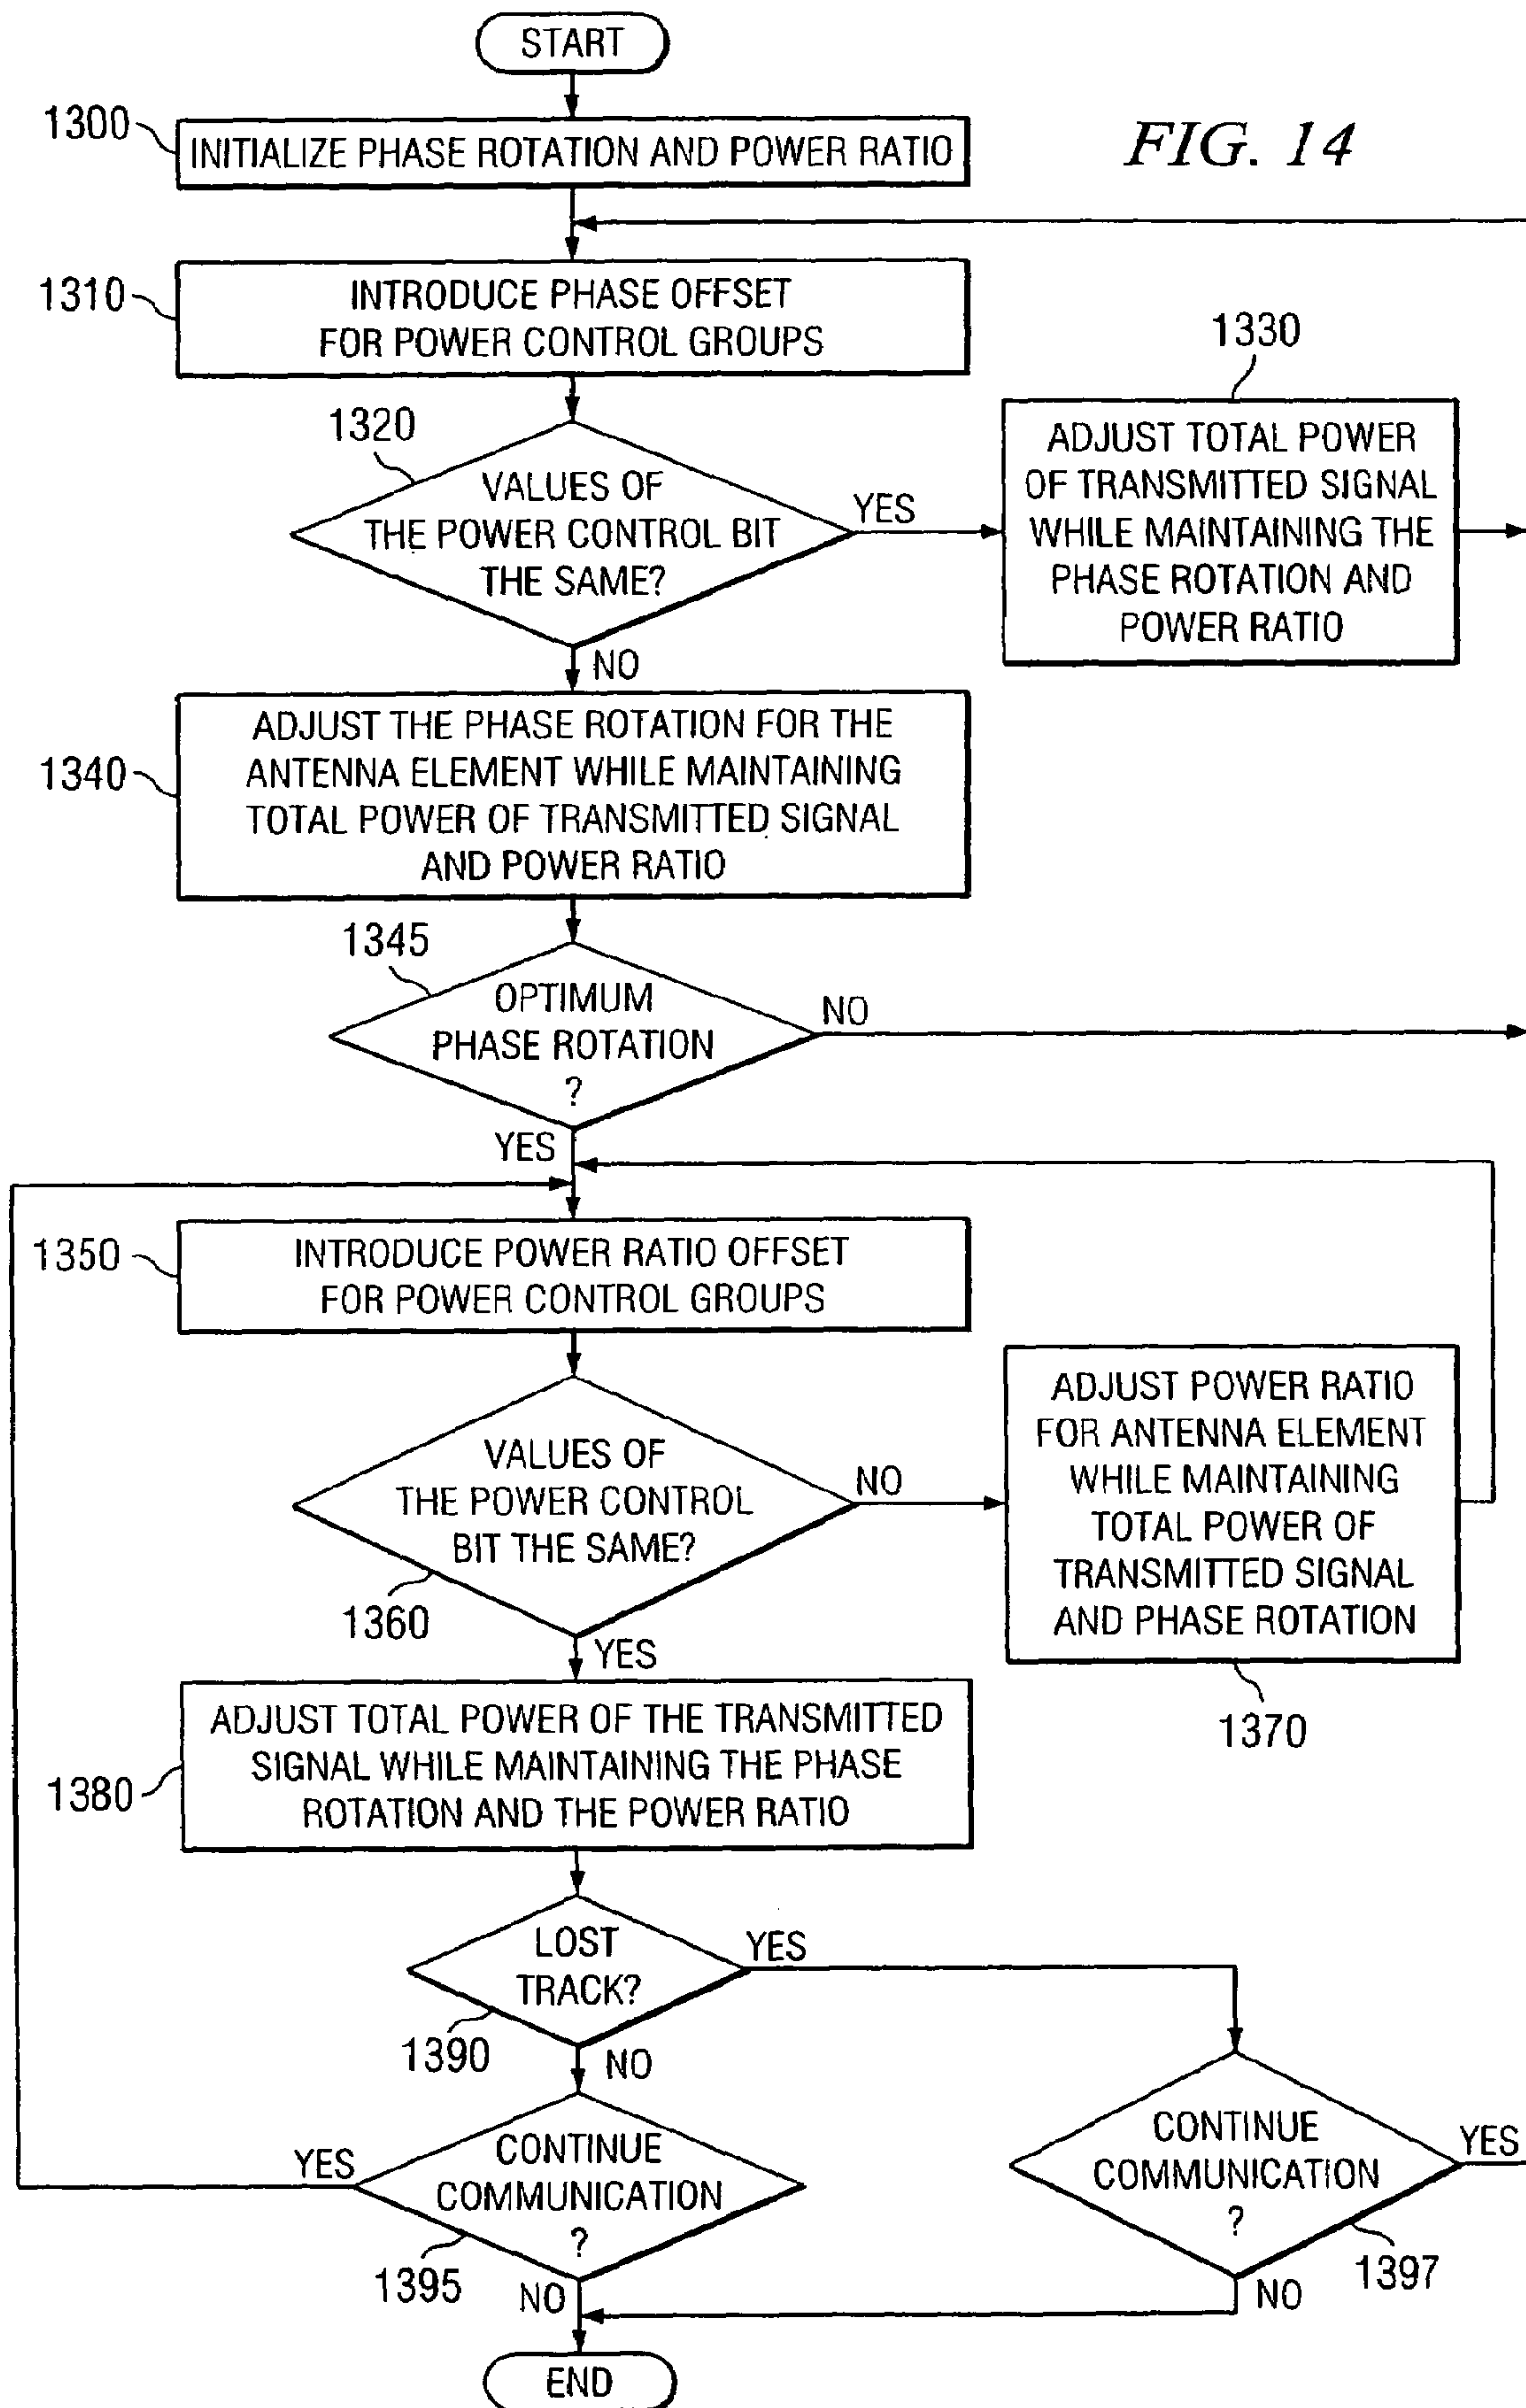 START
1300
INITIALIZE PHASE ROTATION AND POWER RATIO
FIG. 14
1310
INTRODUCE PHASE OFFSET
FOR POWER CONTROL GROUPS
1320
VALUES OF
THE POWER CONTROL BIT
THE SAME?
YES
1330
ADJUST TOTAL POWER
OF TRANSMITTED SIGNAL
WHILE MAINTAINING THE
PHASE ROTATION AND
POWER RATIO
NO
1340
ADJUST THE PHASE ROTATION FOR THE
ANTENNA ELEMENT WHILE MAINTAINING
TOTAL POWER OF TRANSMITTED SIGNAL
AND POWER RATIO
1345
OPTIMUM
PHASE ROTATION
?
NO
YES
1350
INTRODUCE POWER RATIO OFFSET
FOR POWER CONTROL GROUPS
VALUES OF
THE POWER CONTROL
BIT THE SAME?
1360
NO
ADJUST POWER RATIO
FOR ANTENNA ELEMENT
WHILE MAINTAINING
TOTAL POWER OF
TRANSMITTED SIGNAL
AND PHASE ROTATION
1370
YES
1380
ADJUST TOTAL POWER OF THE TRANSMITTED
SIGNAL WHILE MAINTAINING THE PHASE
ROTATION AND THE POWER RATIO
LOST
TRACK?
1390
YES
NO
YES
CONTINUE
COMMUNICATION
?
1395
NO
CONTINUE
COMMUNICATION
?
YES
1397
NO
END